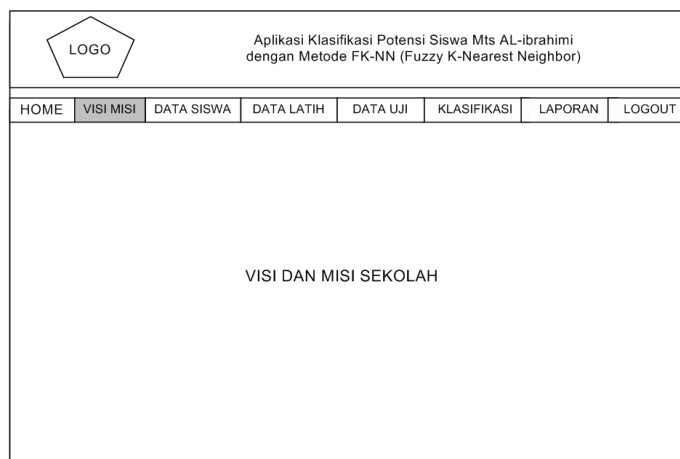 LOGO
Aplikasi Klasifikasi Potensi Siswa Mts AL-ibrahimi
dengan Metode FK-NN (Fuzzy K-Nearest Neighbor)
HOME VISI MISI DATA SISWA DATA LATIH DATA UJI KLASIFIKASI LAPORAN LOGOUT
VISI DAN MISI SEKOLAH